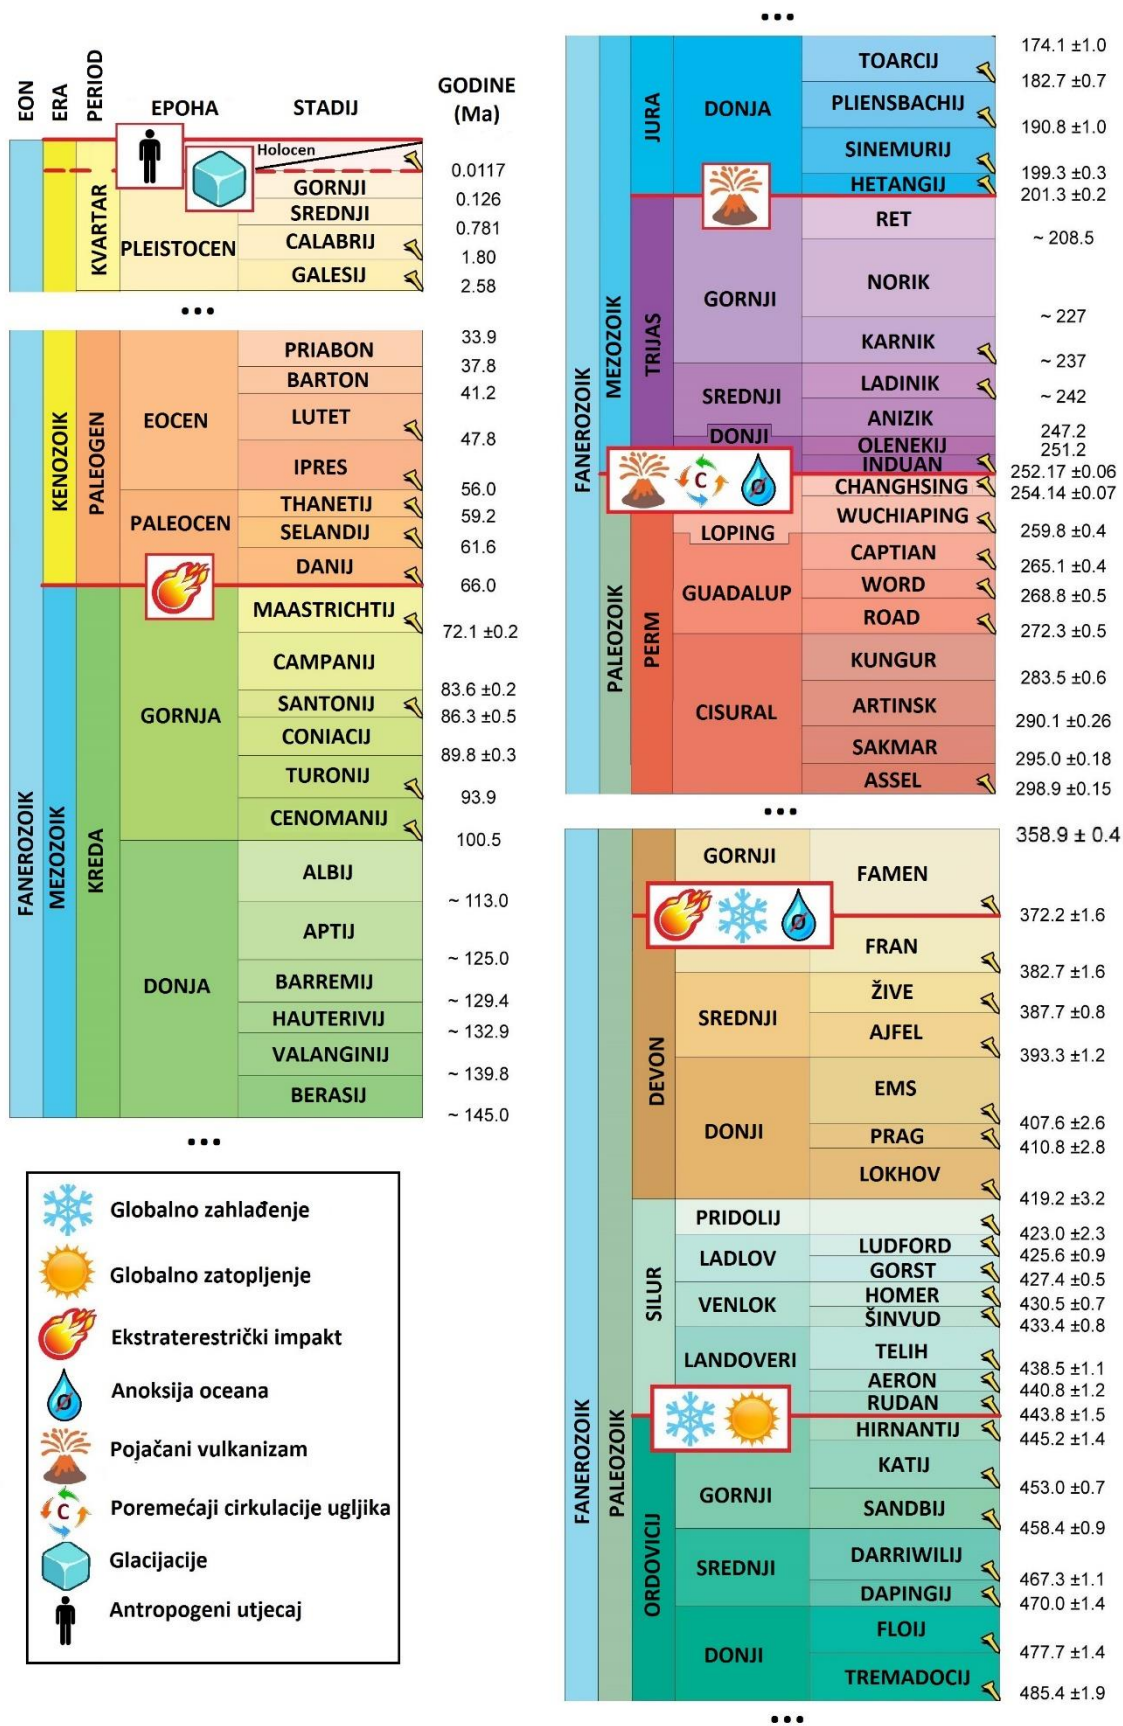 EON
ERA
PERIOD
EPOHA
STADIJ
GODINE
(Ma)
Holocen
0.0117
KVARTAR
PLEISTOCEN
GORNJI
0.126
SREDNJI
0.781
CALABRIJ
1.80
GALESIJ
2.58
...
FANEROZOIK
KENOZOIK
PALEOGEN
EOCEN
33.9
PRIABON
37.8
BARTON
41.2
LUTET
47.8
IPRES
56.0
PALEOCEN
THANETIJ
59.2
SELANDIJ
61.6
DANIJ
66.0
MEZOZOIK
KREDA
GORNJA
MAASTRICHTIJ
72.1 ±0.2
CAMPANIJ
83.6 ±0.2
SANTONIJ
86.3 ±0.5
CONIACIJ
89.8 ±0.3
TURONIJ
93.9
CENOMANIJ
100.5
DONJA
ALBIJ
~ 113.0
APTIJ
~ 125.0
BARREMIJ
~ 129.4
HAUTERIVIJ
~ 132.9
VALANGINIJ
~ 139.8
BERASIJ
~ 145.0
...
Globalno zahlađenje
Globalno zatopljenje
Ekstraterestrički impakt
Anoksija oceana
Pojačani vulkanizam
C
Poremećaji cirkulacije ugljika
Glacijacije
Antropogeni utjecaj
...
FANEROZOIK
MEZOZOIK
JURA
DONJA
174.1 ±1.0
TOARCIJ
182.7 ±0.7
PLIENSBACHIJ
190.8 ±1.0
SINEMURIJ
199.3 ±0.3
HETANGIJ
201.3 ±0.2
TRIJAS
GORNJI
RET
~ 208.5
NORIK
~ 227
KARNIK
~ 237
SREDNJI
LADINIK
~ 242
ANIZIK
247.2
DONJI
OLENEKIJ
251.2
INDUAN
252.17 ±0.06
C
PALEOZOIK
PERM
LOPING
CHANGHSING
254.14 ±0.07
WUCHIAPING
259.8 ±0.4
GUADALUP
CAPTIAN
265.1 ±0.4
WORD
268.8 ±0.5
ROAD
272.3 ±0.5
CISURAL
KUNGUR
283.5 ±0.6
ARTINSK
290.1 ±0.26
SAKMAR
295.0 ±0.18
ASSEL
298.9 ±0.15
...
FANEROZOIK
PALEOZOIK
DEVON
358.9 ± 0.4
GORNJI
FAMEN
372.2 ±1.6
FRAN
382.7 ±1.6
SREDNJI
ŽIVE
387.7 ±0.8
AJFEL
393.3 ±1.2
DONJI
EMS
407.6 ±2.6
PRAG
410.8 ±2.8
LOKHOV
419.2 ±3.2
SILUR
PRIDOLIJ
423.0 ±2.3
LADLOV
LUDFORD
425.6 ±0.9
GORST
427.4 ±0.5
VENLOK
HOMER
430.5 ±0.7
ŠINVUD
433.4 ±0.8
LANDOVERI
TELIH
438.5 ±1.1
AERON
440.8 ±1.2
RUDAN
443.8 ±1.5
ORDOVICIJ
GORNJI
HIRNANTIJ
445.2 ±1.4
KATIJ
453.0 ±0.7
SANDBIJ
458.4 ±0.9
SREDNJI
DARRIWILIJ
467.3 ±1.1
DAPINGIJ
470.0 ±1.4
DONJI
FLOIJ
477.7 ±1.4
TREMADOCIJ
485.4 ±1.9
...